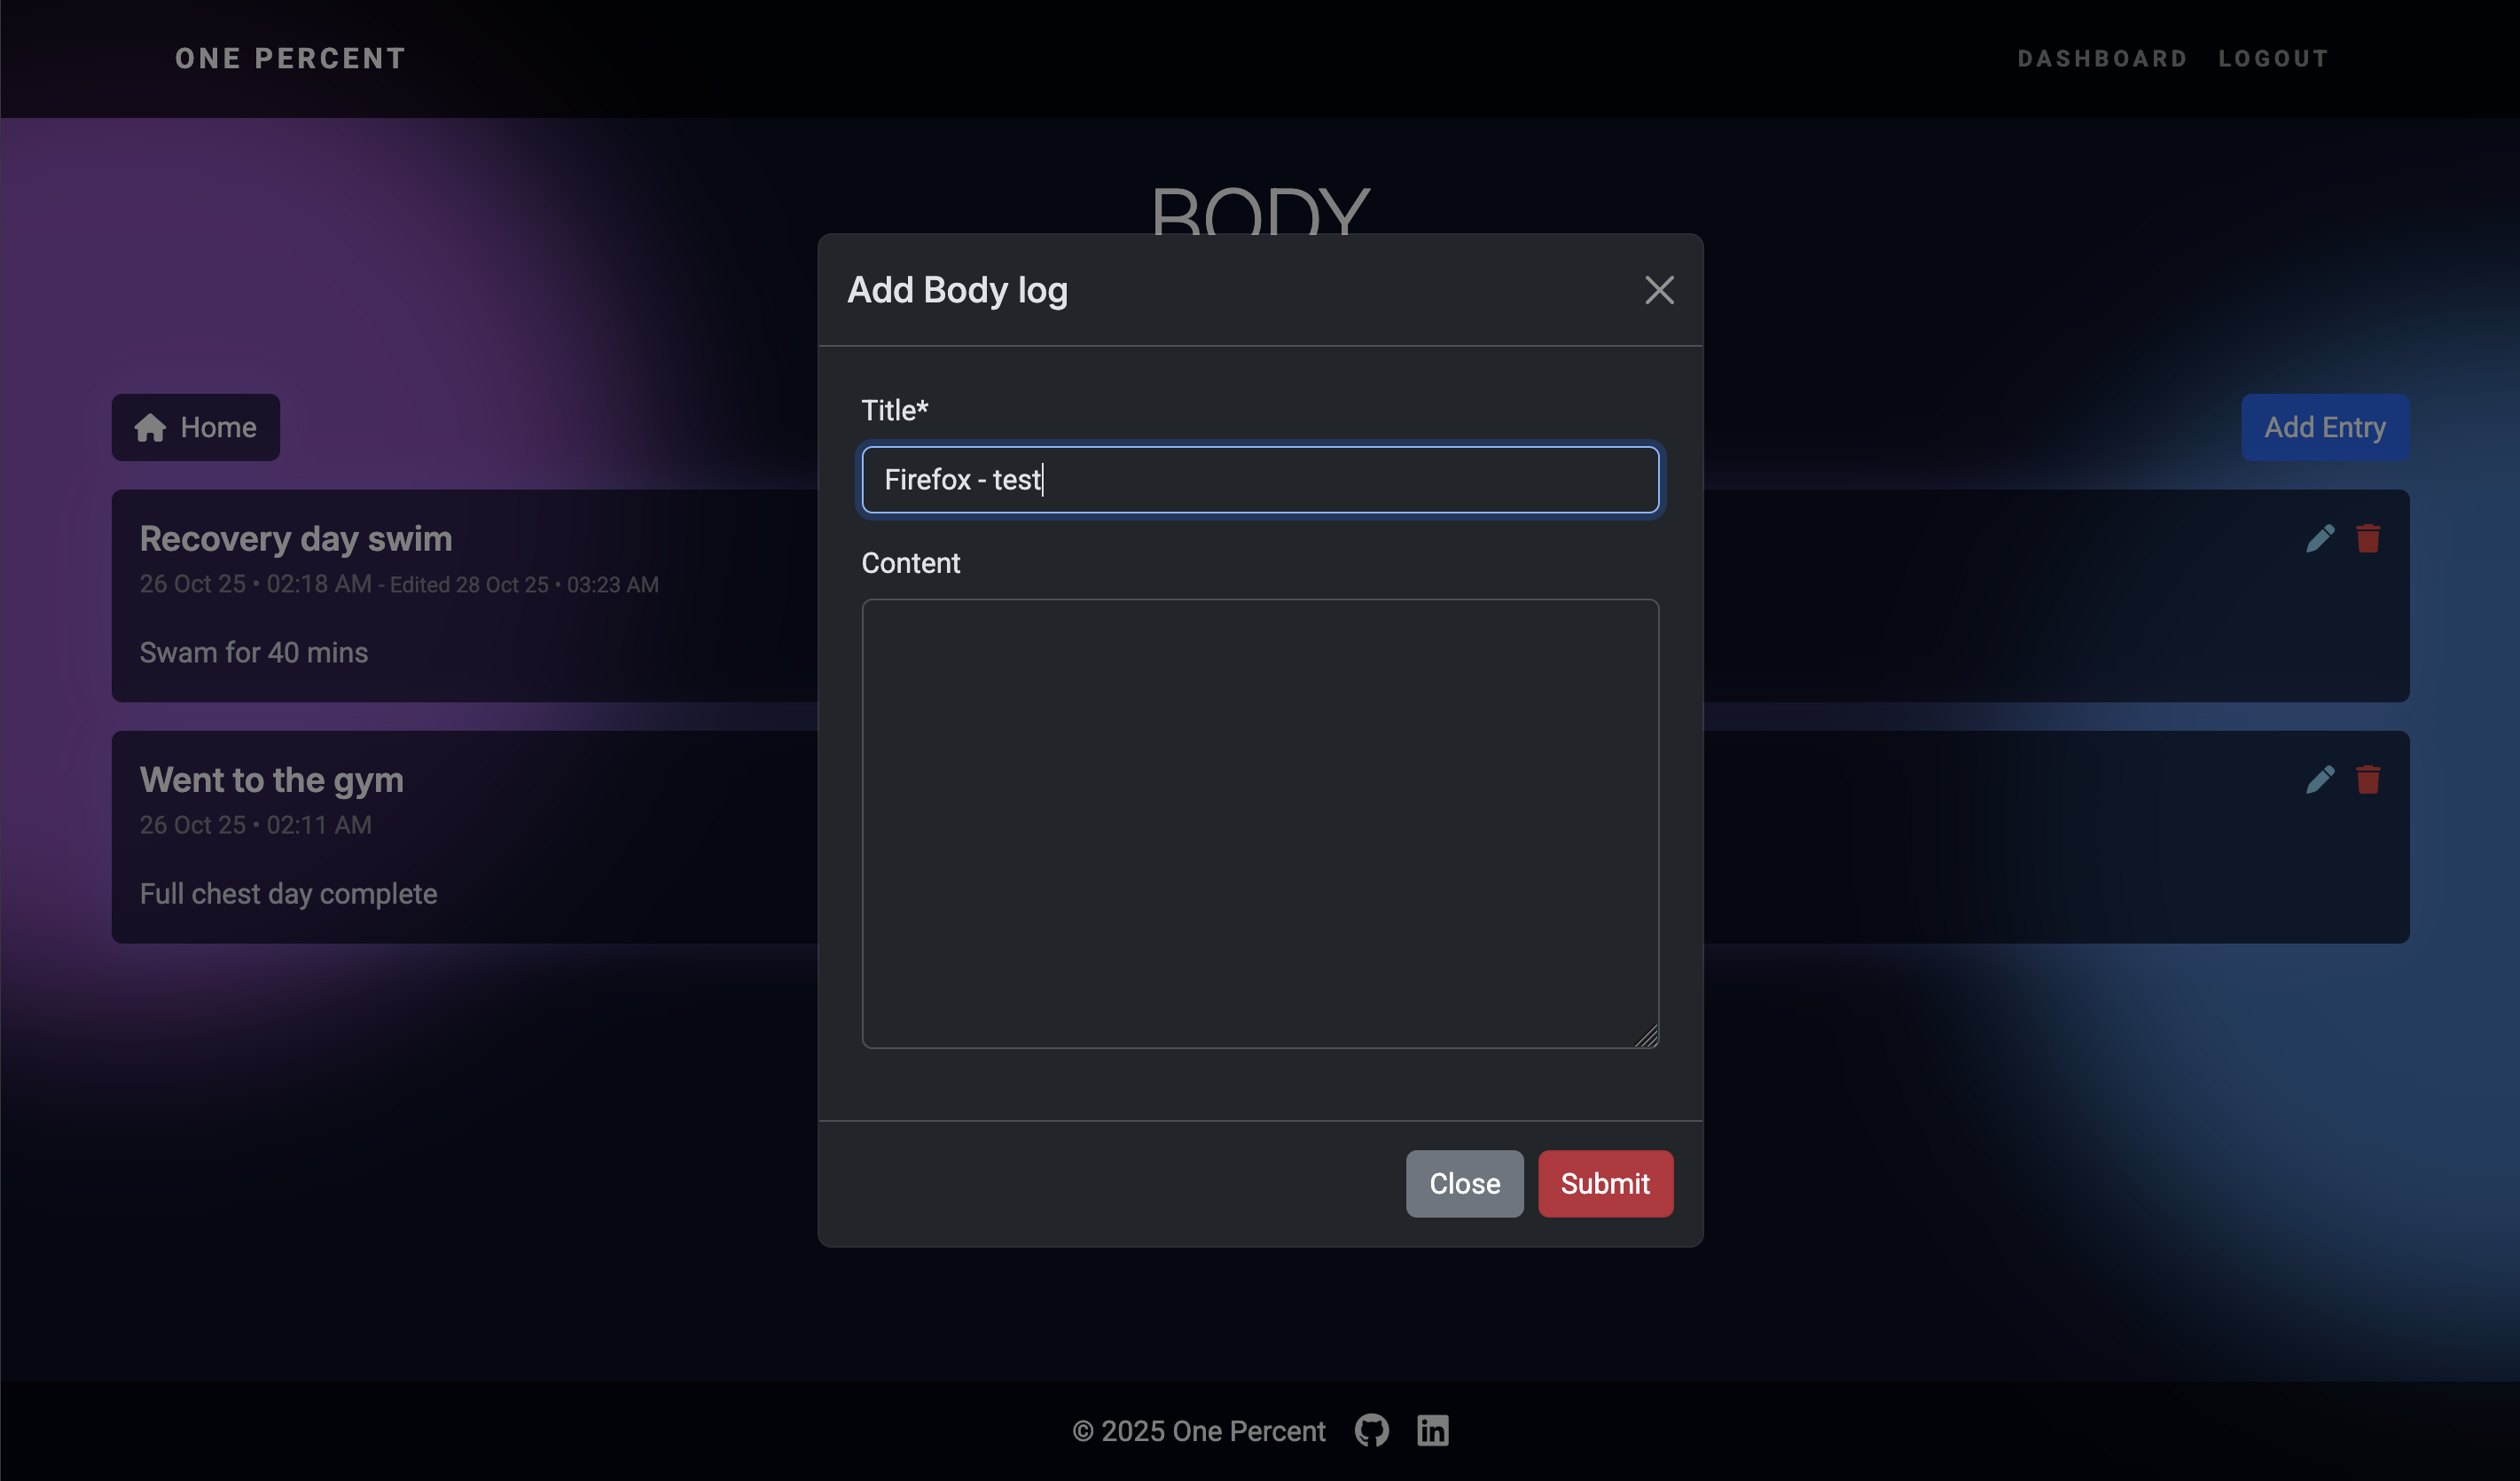 ONE PERCENT
DASHBOARD LOGOUT
BODY
Add Body log
Title*
Firefox - test
Content
Close Submit
Home
Add Entry
Recovery day swim
26 Oct 25 • 02:18 AM - Edited 28 Oct 25 • 03:23 AM
Swam for 40 mins
Went to the gym
26 Oct 25 • 02:11 AM
Full chest day complete
© 2025 One Percent
in